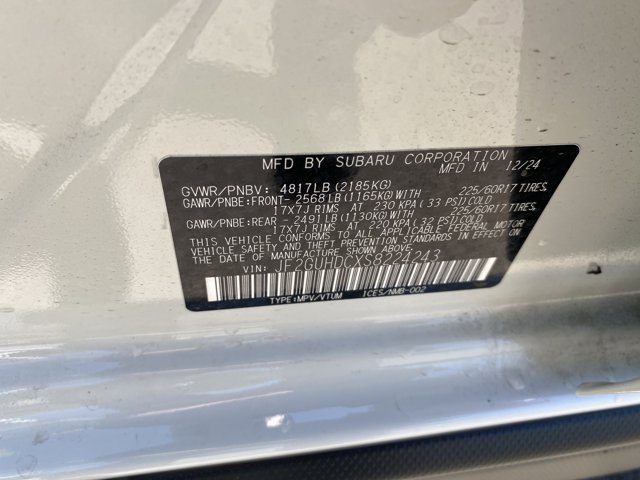 MFD BY SUBARU CORPORATION 12/24
GVWR/PNBV: 4817LB (2185KG)
GAWR/PNBE:FRONT- 2568LB (1165KG)WITH 225/60R17 TIRES,
17X7J RIMS AT 230 KPA ( 33 PSI)COLD
GAWR/PNBE:REAR - 2491LB (1130KG)WITH 225/60R17 TIRES,
17X7J RIMS AT 220 KPA ( 32 PSI)COLD
THIS VEHICLE CONFORMS TO ALL APPLICABLE FEDERAL MOTOR
VEHICLE SAFETY AND THEFT PREVENTION STANDARDS IN EFFECT ON
THE DATE OF MANUFACTURE SHOWN ABOVE.
VIN: JF2GUHDCXS8224243
TYPE:MPV/VTUM ICES/NMB-002